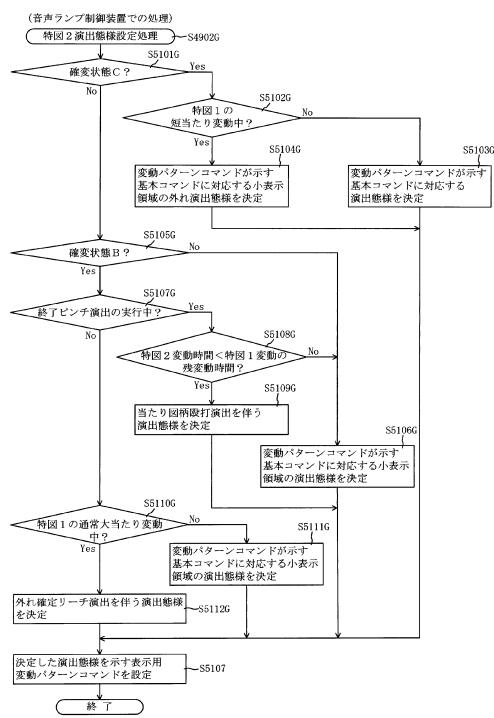 (音声ランプ制御装置での処理)
特図2演出態様設定処理
S4902G
S5101G
確変状態C?
Yes
No
S5102G
特図1の
短当たり変動中?
No
Yes
S5104G
変動パターンコマンドが示す
基本コマンドに対応する小表示
領域の外れ演出態様を決定
S5103G
変動パターンコマンドが示す
基本コマンドに対応する
演出態様を決定
S5105G
確変状態B?
No
Yes
S5107G
終了ピンチ演出の実行中?
Yes
No
S5108G
特図2変動時間<特図1変動の
残変動時間?
No
Yes
S5109G
当たり図柄殴打演出を伴う
演出態様を決定
S5106G
変動パターンコマンドが示す
基本コマンドに対応する小表示
領域の演出態様を決定
S5110G
特図1の通常大当たり変動
中?
No
Yes
S5111G
変動パターンコマンドが示す
基本コマンドに対応する小表示
領域の演出態様を決定
外れ確定リーチ演出を伴う演出態様
を決定
S5112G
決定した演出態様を示す表示用
変動パターンコマンドを設定
S5107
終了